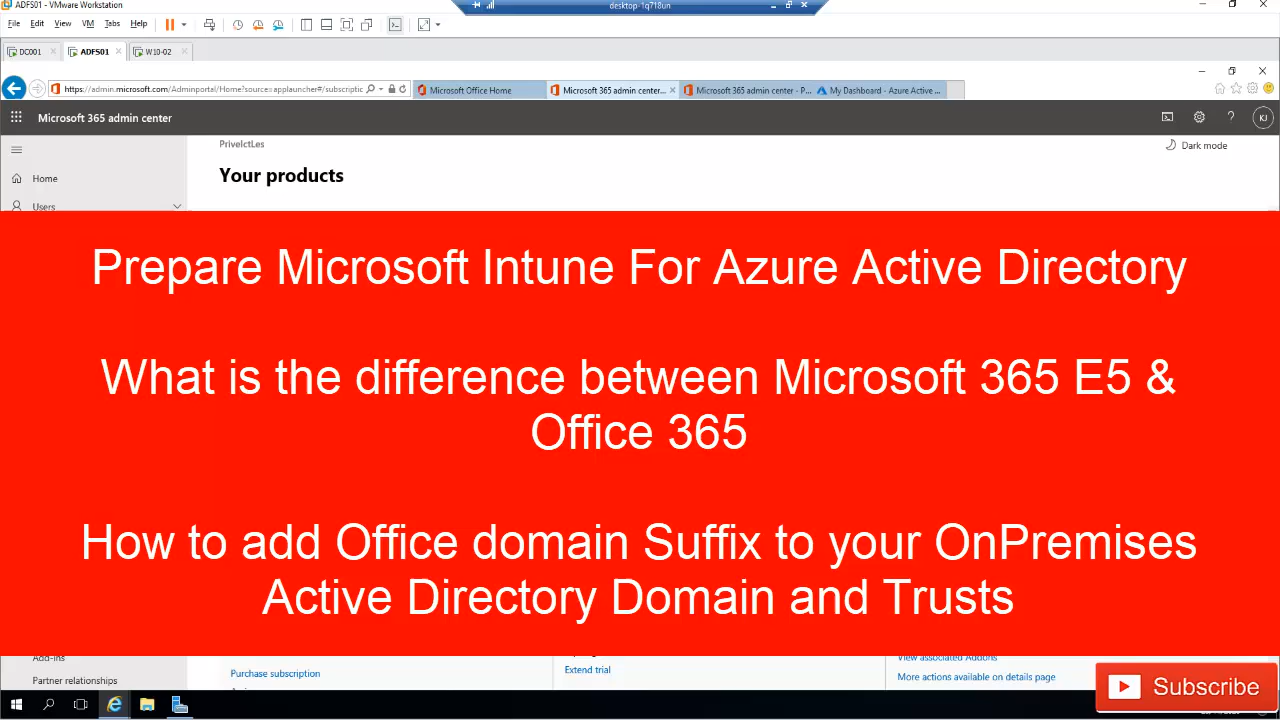 ADFS01 - VMware Workstation
desktop-1q718un
File Edit View VM Tabs Help
DC001 ADFS01 W10-02
https://admin.microsoft.com/Adminportal/Home?source=applauncher#/subscriptic
Microsoft Office Home
Microsoft 365 admin center...
Microsoft 365 admin center - P...
My Dashboard - Azure Active ...
Microsoft 365 admin center
KJ
PriveIctLes
Dark mode
Your products
Home
Users
Prepare Microsoft Intune For Azure Active Directory
What is the difference between Microsoft 365 E5 &
Office 365
How to add Office domain Suffix to your OnPremises
Active Directory Domain and Trusts
Add-ins
View associated Addons
Partner relationships
Purchase subscription
Extend trial
More actions available on details page
Subscribe